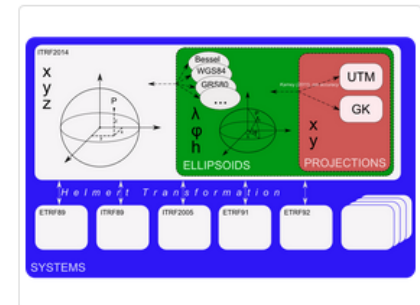 ITRF2014
x
y
z
P
Bessel
WGS84
GRS80
...
λ
φ
h
ELLIPSOIDS
UTM
GK
x
y
PROJECTIONS
Helmert Transformation
ETRF89
ITRF89
ITRF2005
ETRF91
ETRF92
SYSTEMS